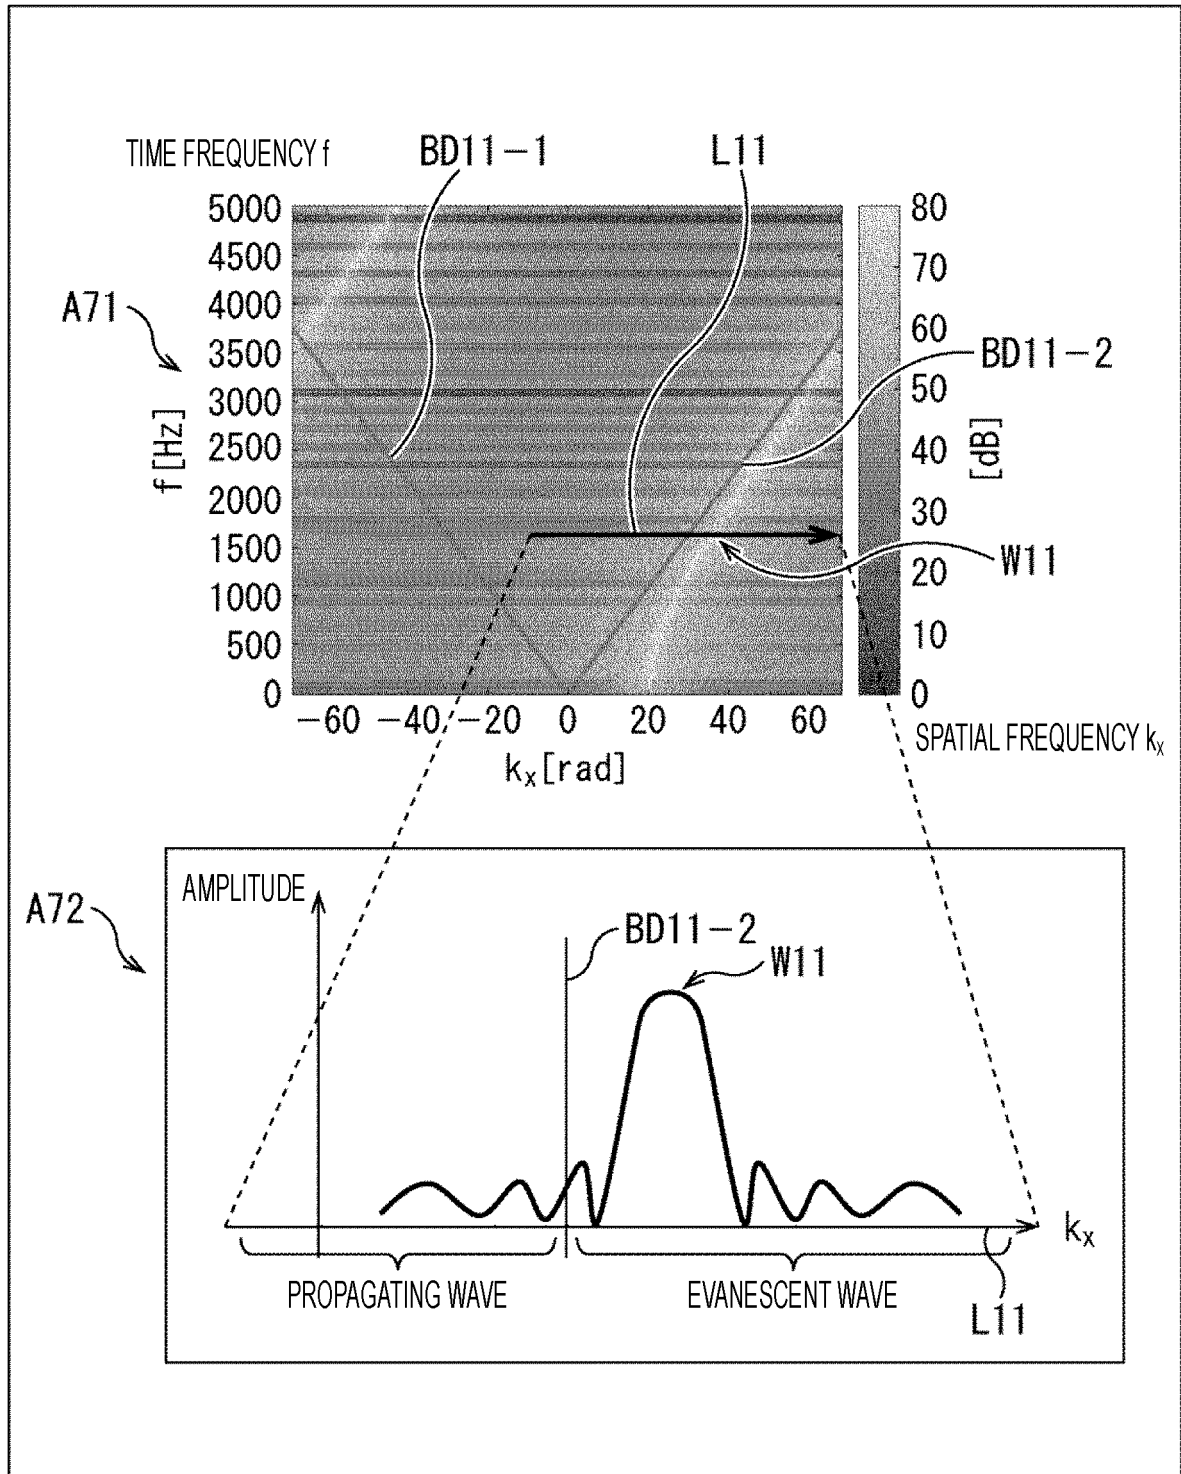 TIME FREQUENCY f
BD11-1
L11
5000
4500
4000
3500
3000
2500
2000
1500
1000
500
0
f[Hz]
A71
80
70
60
50
40
30
20
10
0
[dB]
BD11-2
W11
-60 -40 -20 0 20 40 60
kx[rad]
SPATIAL FREQUENCY kx
A72
AMPLITUDE
BD11-2
W11
kx
PROPAGATING WAVE
EVANESCENT WAVE
L11